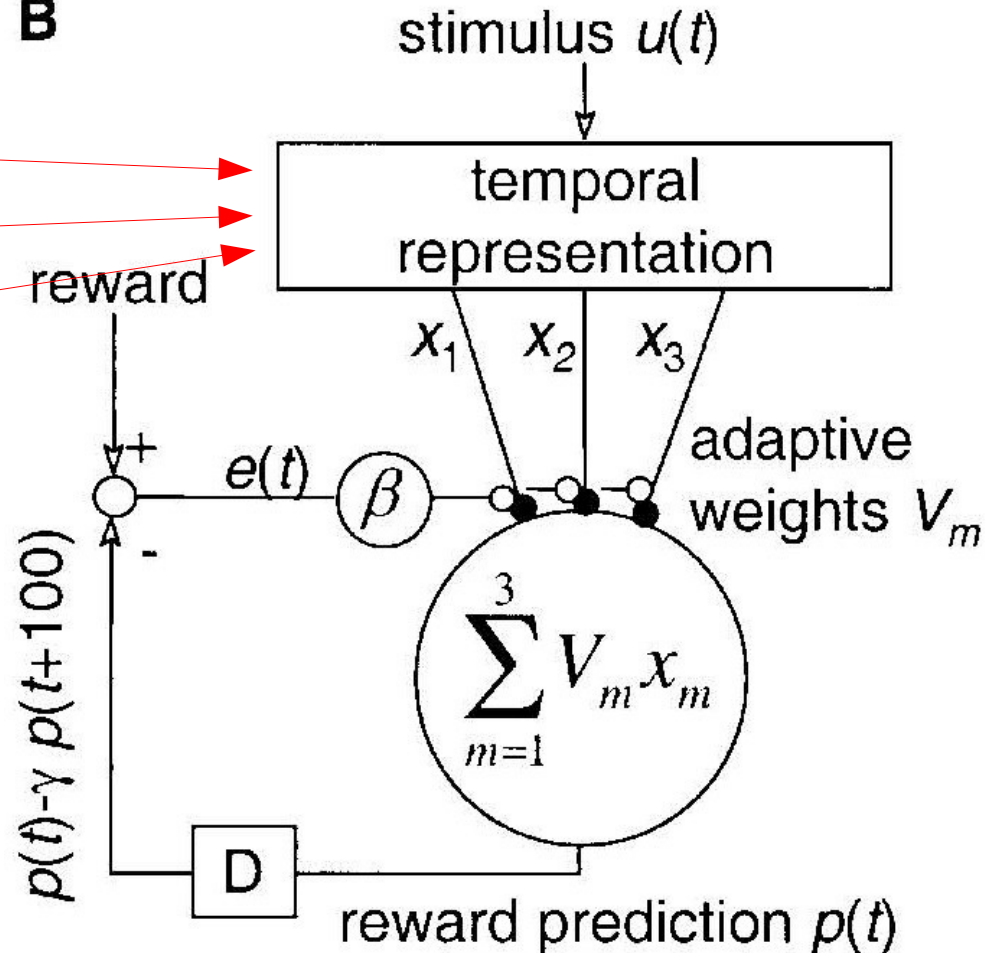 B
stimulus u(t)
temporal
representation
reward
x1
x2
x3
adaptive
weights Vm
+
e(t)
β
-
p(t)-γ p(t+100)
3
∑ Vm xm
m=1
D
reward prediction p(t)